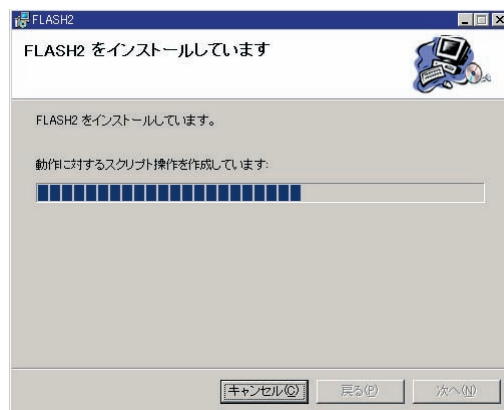 FLASH2
FLASH2 をインストールしています
FLASH2 をインストールしています。
動作に対するスクリプト操作を作成しています:
キャンセル(C)
戻る(P)
次へ(N)